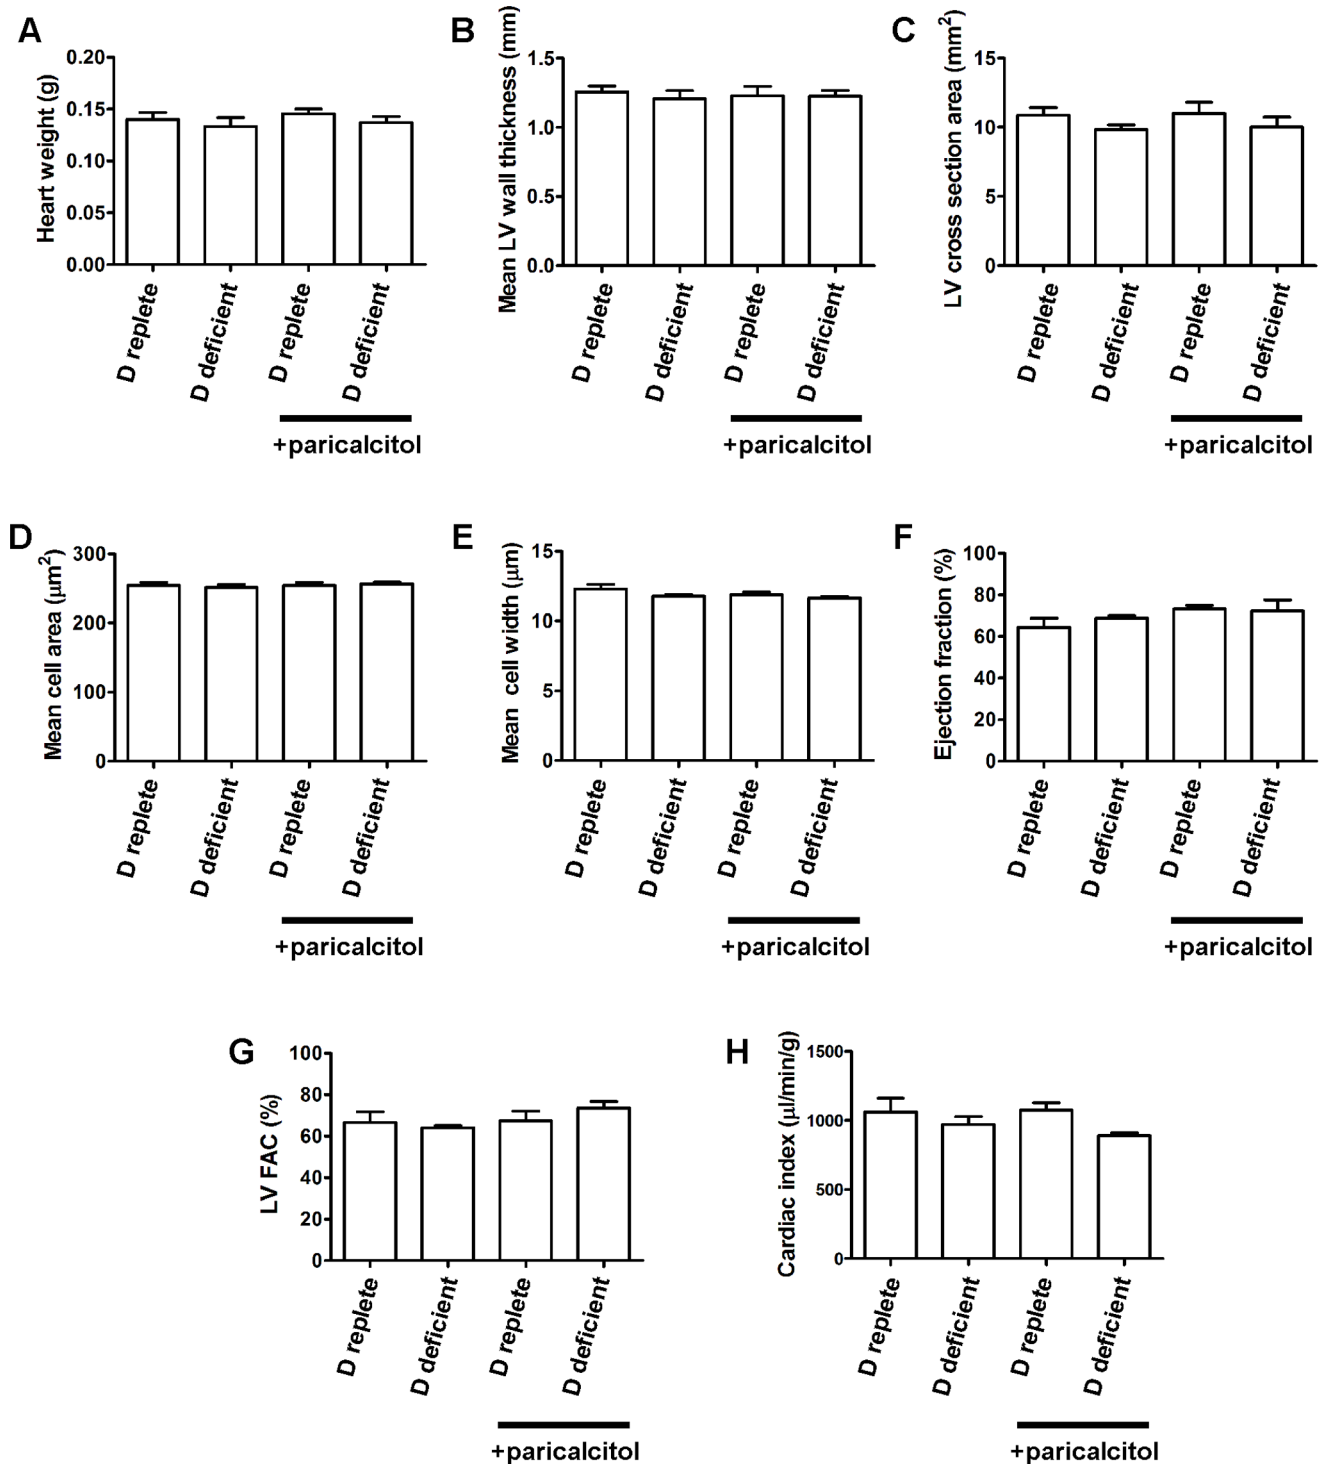 A
Heart weight (g)
0.20
0.15
0.10
0.05
0.00
D replete
D deficient
D replete
D deficient
+paricalcitol
B
Mean LV wall thickness (mm)
1.5
1.0
0.5
0.0
D replete
D deficient
D replete
D deficient
+paricalcitol
C
LV cross section area (mm²)
15
10
5
0
D replete
D deficient
D replete
D deficient
+paricalcitol
D
Mean cell area (μm²)
300
200
100
0
D replete
D deficient
D replete
D deficient
+paricalcitol
E
Mean cell width (μm)
15
10
5
0
D replete
D deficient
D replete
D deficient
+paricalcitol
F
Ejection fraction (%)
100
80
60
40
20
0
D replete
D deficient
D replete
D deficient
+paricalcitol
G
LV FAC (%)
100
80
60
40
20
0
D replete
D deficient
D replete
D deficient
+paricalcitol
H
Cardiac index (μl/min/g)
1500
1000
500
0
D replete
D deficient
D replete
D deficient
+paricalcitol